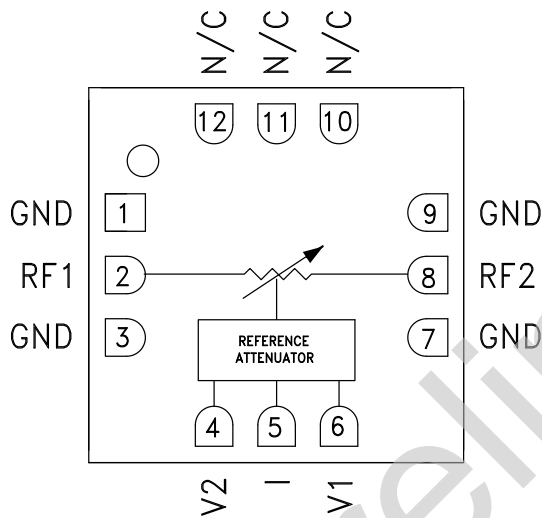 N/C N/C N/C
12 11 10
GND 1 9 GND
RF1 2 8 RF2
GND 3 7 GND
REFERENCE
ATTENUATOR
4 5 6
V2 I V1